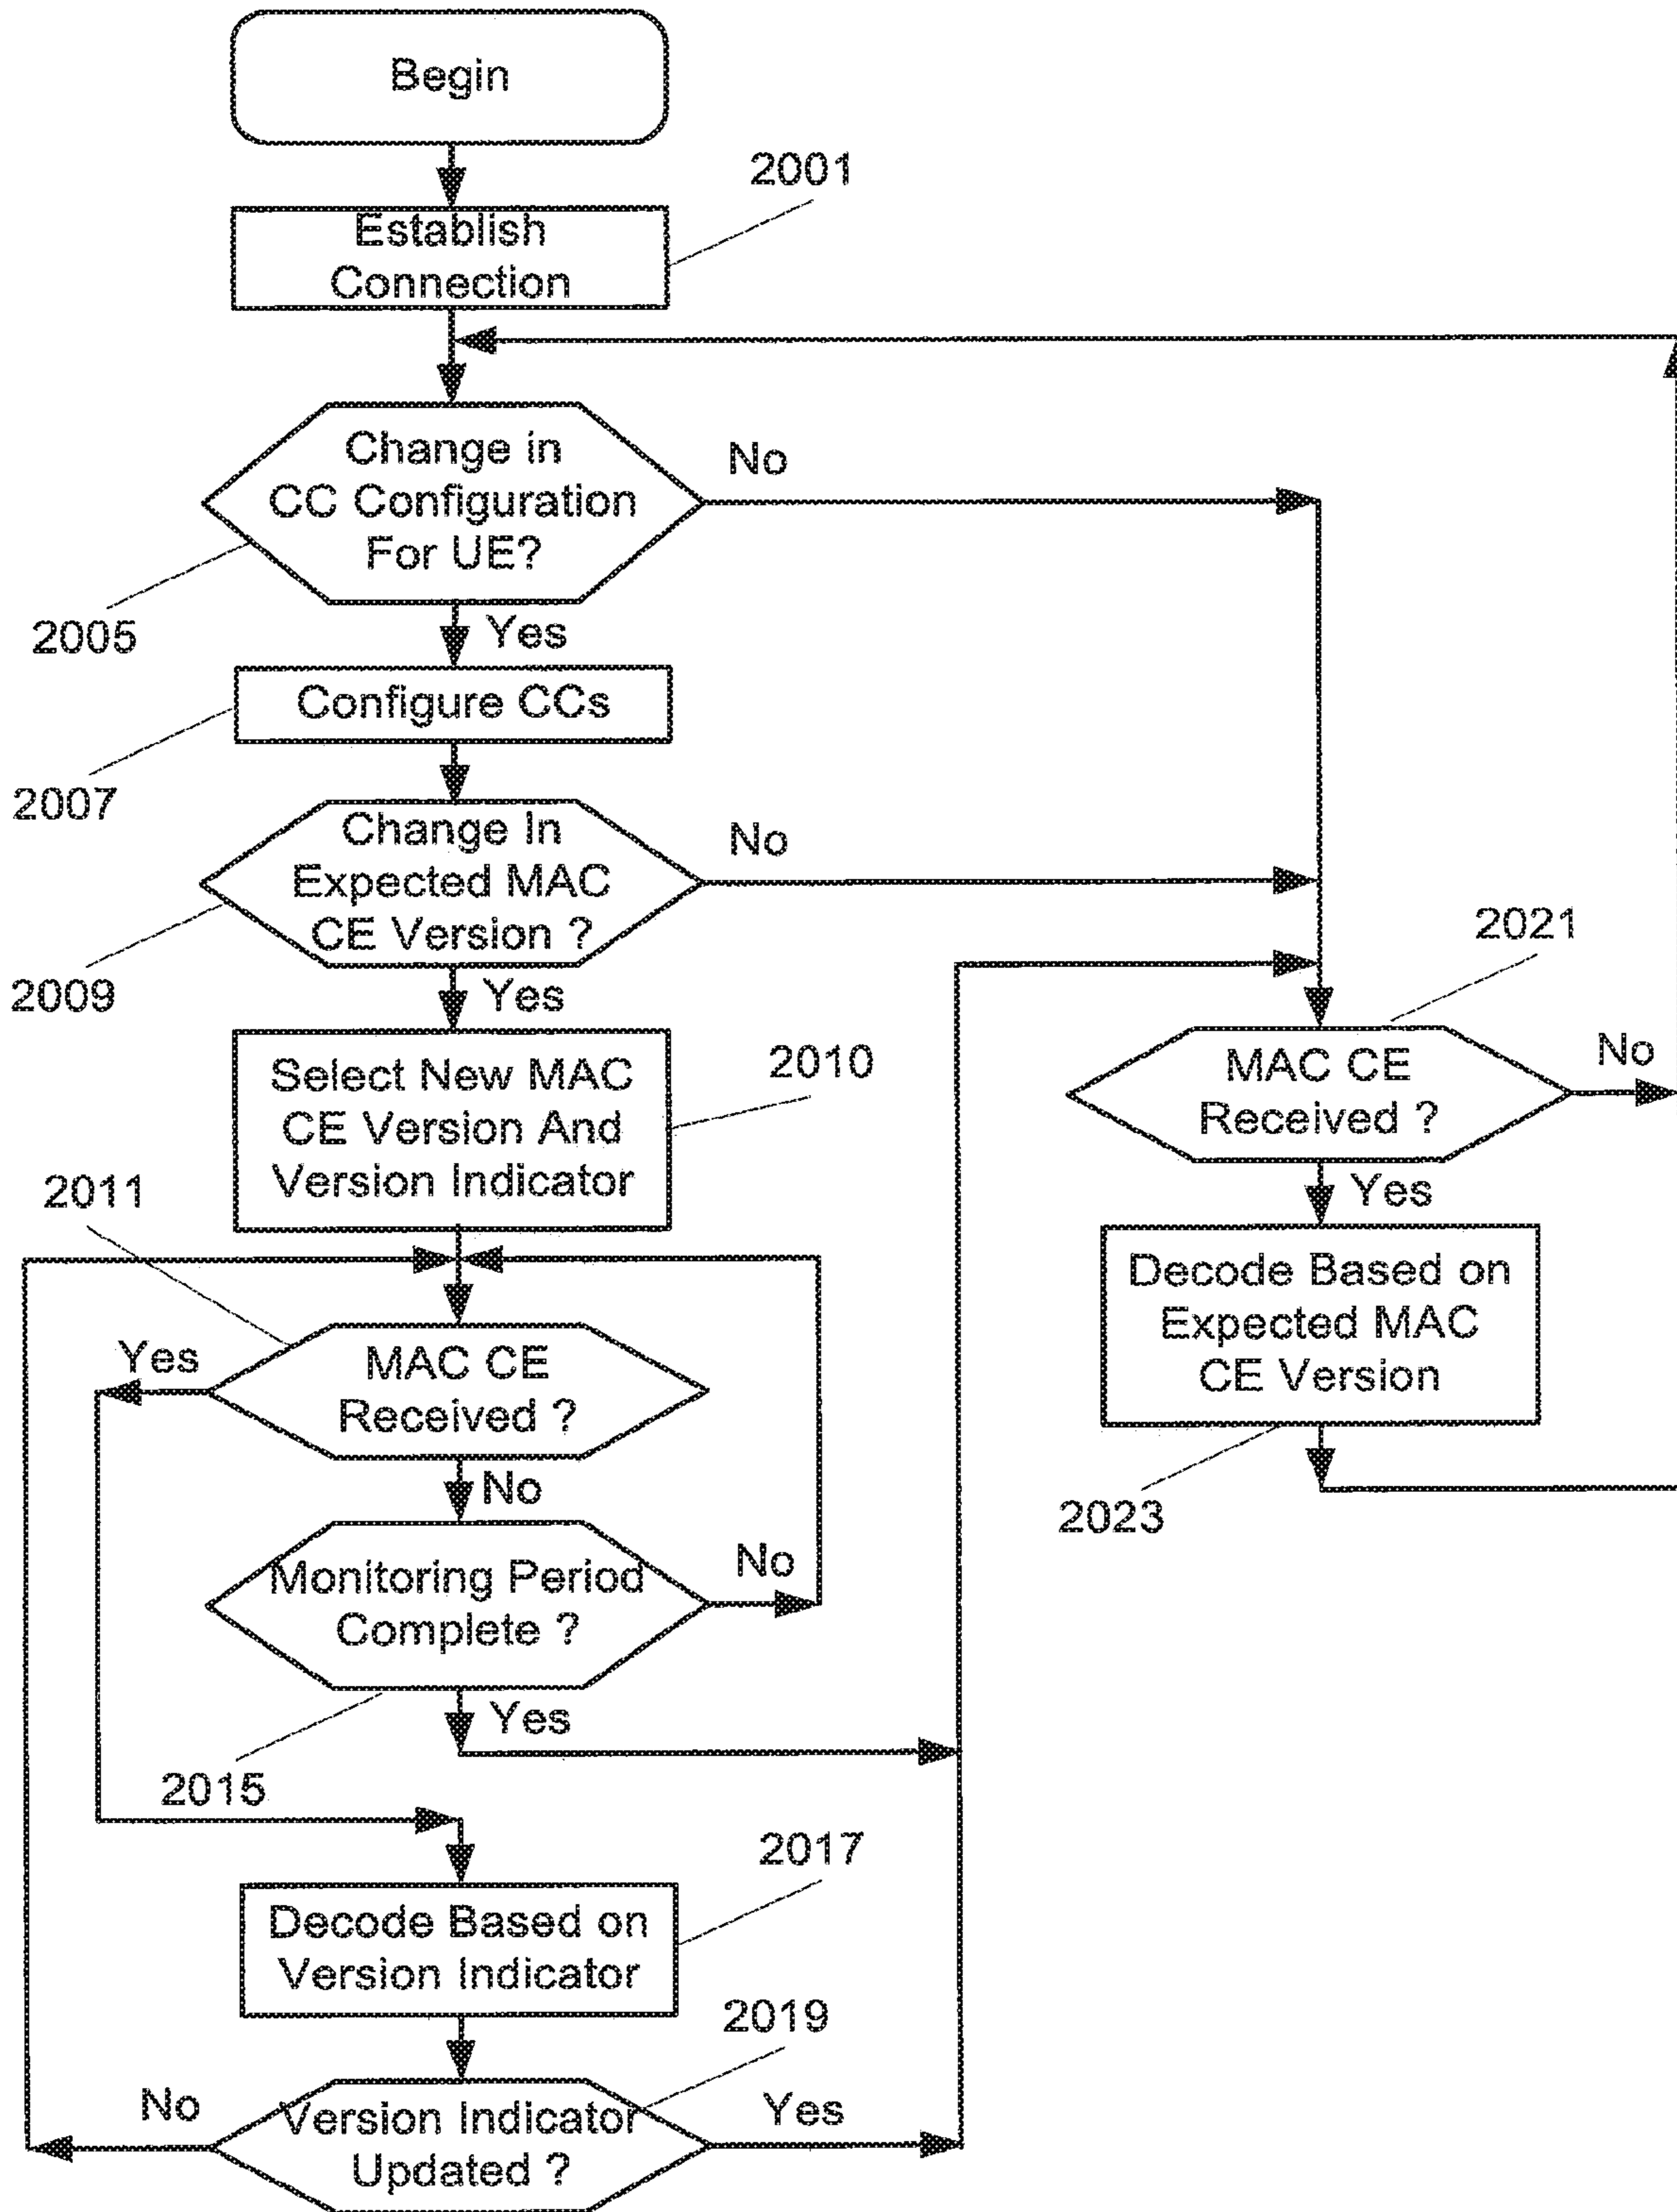 Begin
2001
Establish
Connection
Change in
CC Configuration
For UE?
No
2005
Yes
Configure CCs
2007
Change In
Expected MAC
CE Version ?
No
2009
Yes
Select New MAC
CE Version And
Version Indicator
2010
2011
MAC CE
Received ?
Yes
No
Monitoring Period
Complete ?
No
Yes
2015
2017
Decode Based on
Version Indicator
2019
Version Indicator
Updated ?
No
Yes
2021
MAC CE
Received ?
No
Yes
Decode Based on
Expected MAC
CE Version
2023